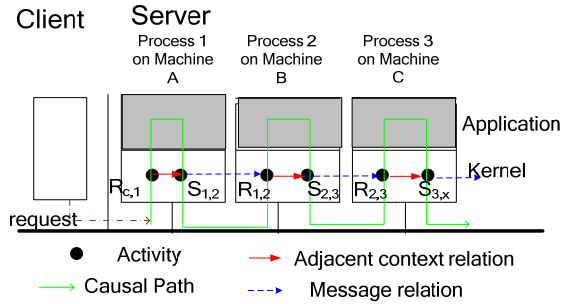 Client
Server
Process 1
on Machine
A
Process 2
on Machine
B
Process 3
on Machine
C
Application
Kernel
Rc,1
S1,2
R1,2
S2,3
R2,3
S3,x
request
Activity
Adjacent context relation
Causal Path
Message relation